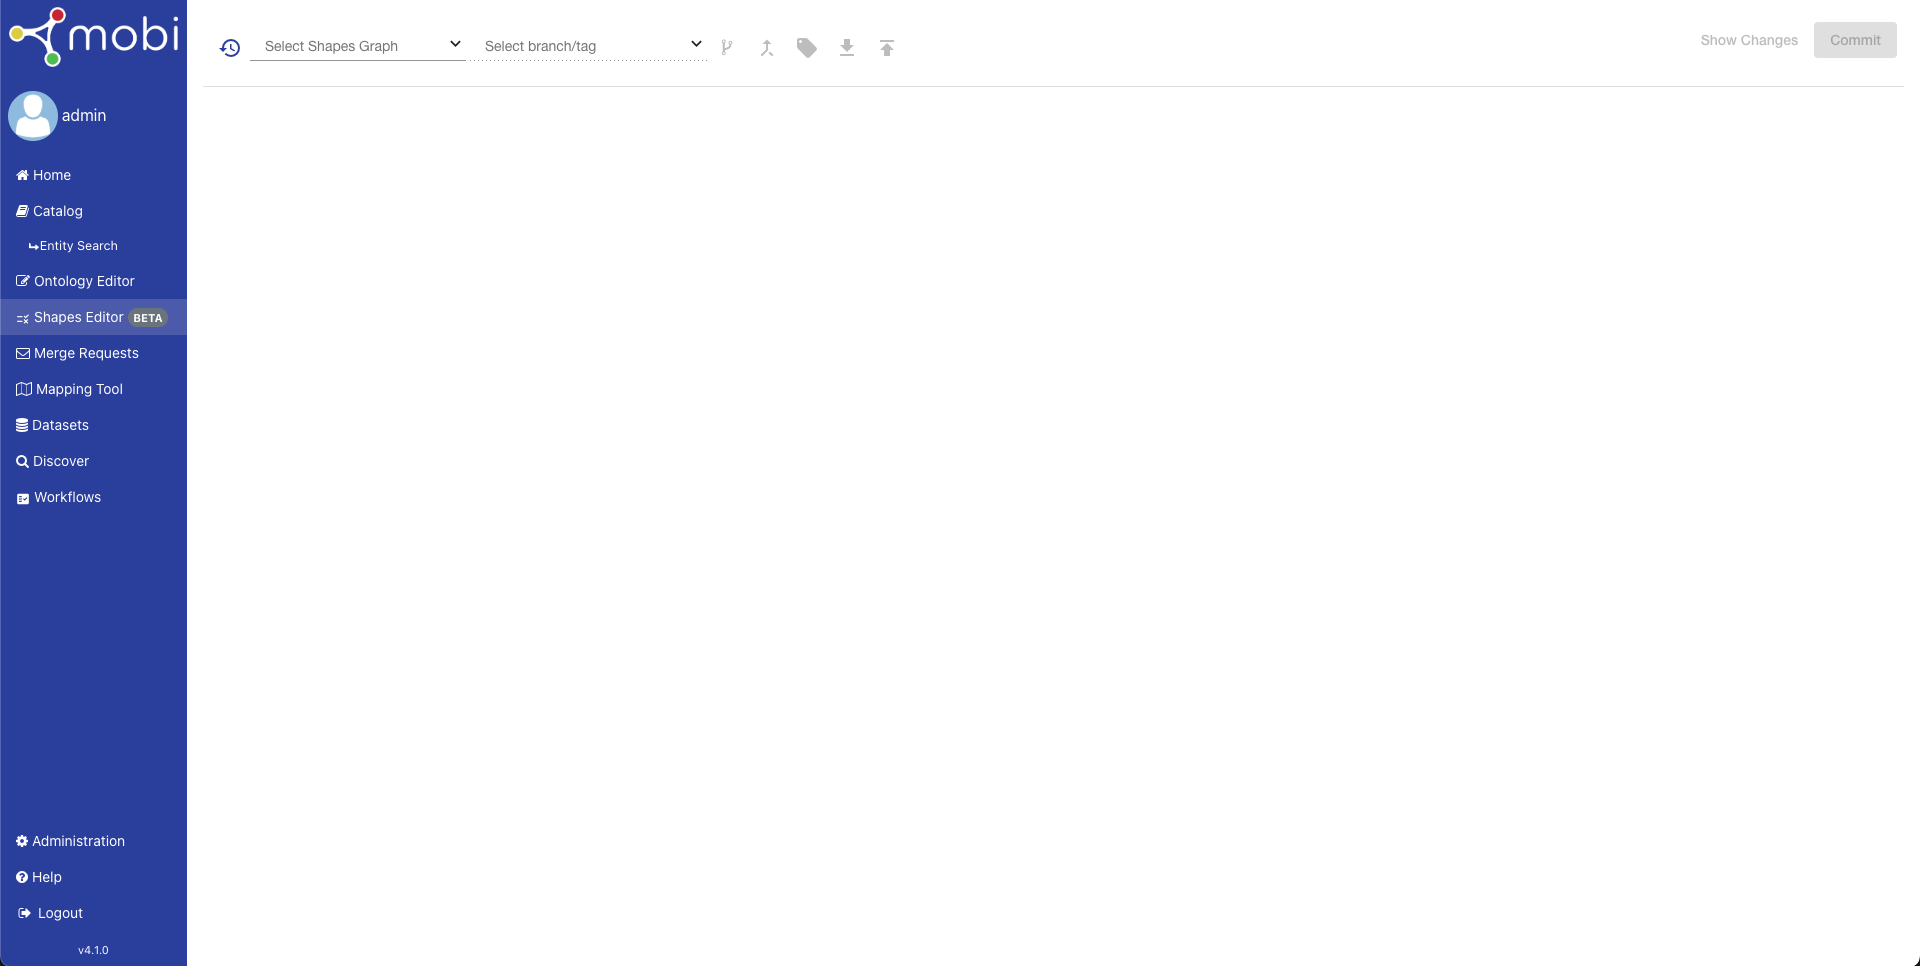 mobi
admin
Home
Catalog
Entity Search
Ontology Editor
Shapes Editor BETA
Merge Requests
Mapping Tool
Datasets
Discover
Workflows
Administration
Help
Logout
v4.1.0
Select Shapes Graph
Select branch/tag
Show Changes
Commit